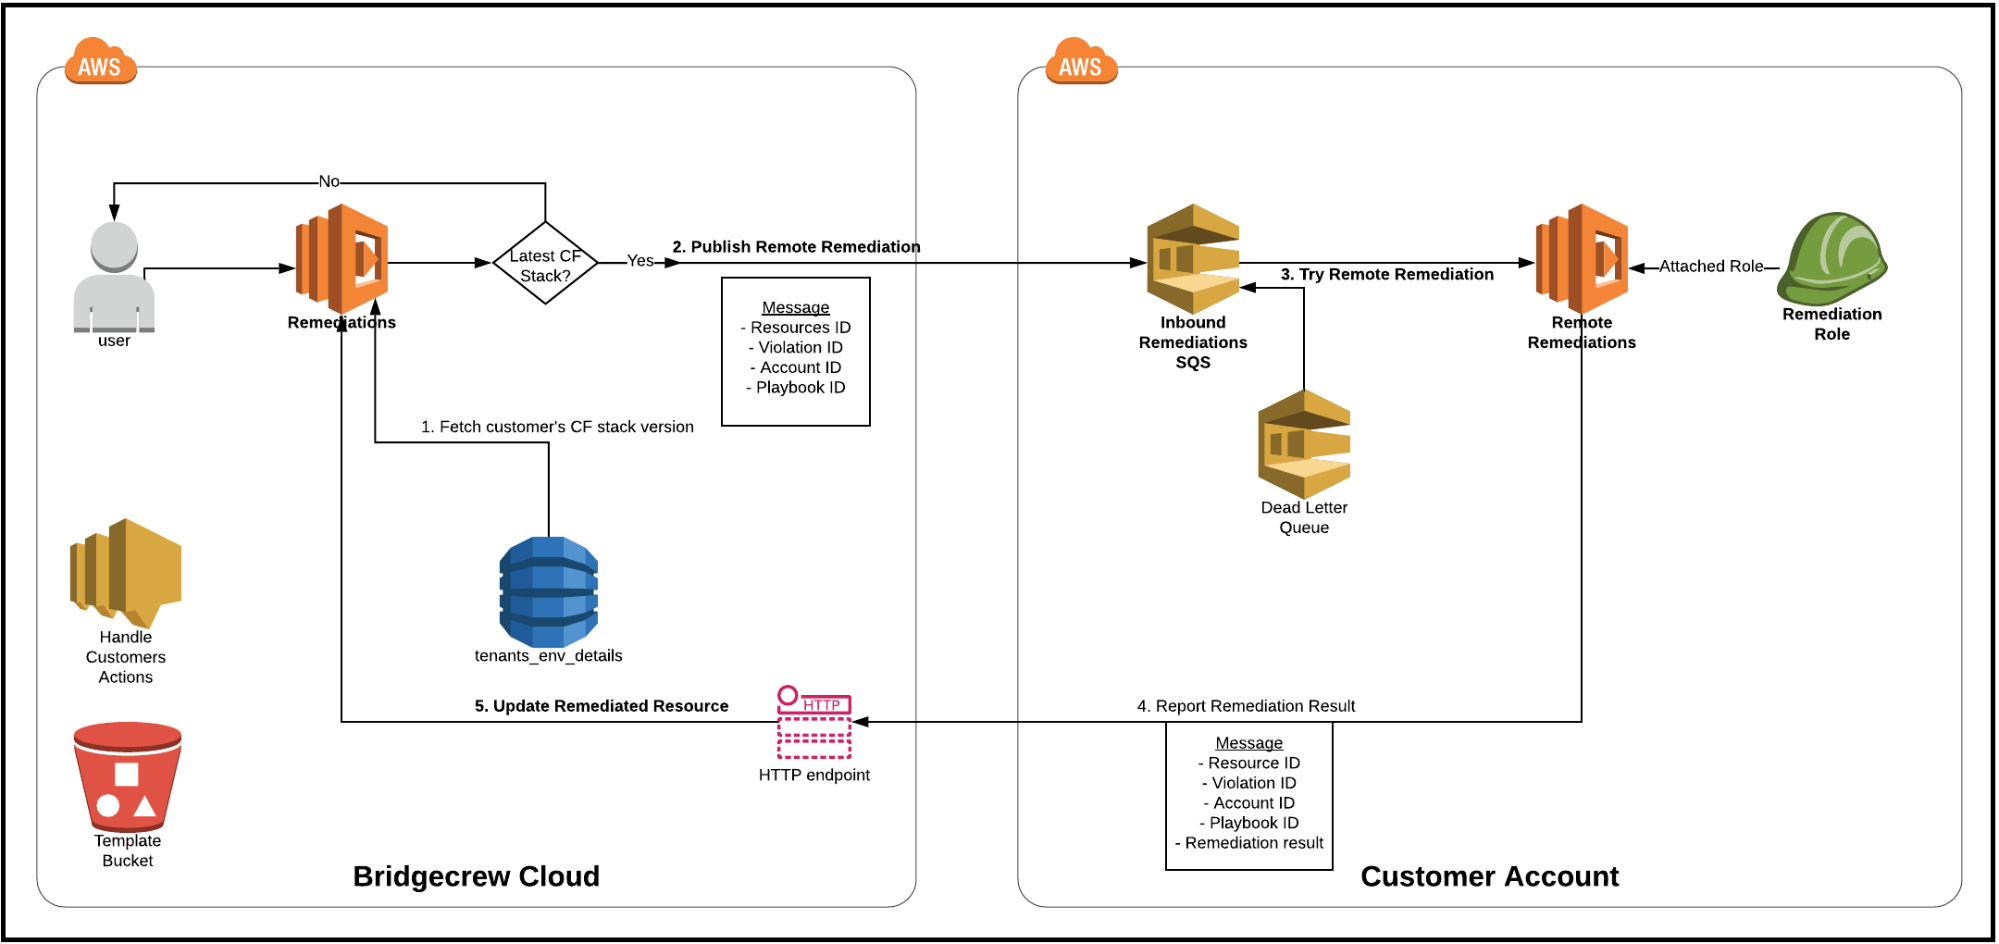 AWS
AWS
No
Latest CF
Stack?
Yes
2. Publish Remote Remediation
Message
- Resources ID
- Violation ID
- Account ID
- Playbook ID
user
Remediations
1. Fetch customer's CF stack version
tenants_env_details
Handle
Customers
Actions
Template
Bucket
5. Update Remediated Resource
HTTP
HTTP endpoint
Bridgecrew Cloud
3. Try Remote Remediation
Inbound
Remediations
SQS
Dead Letter
Queue
Remote
Remediations
Attached Role
Remediation
Role
4. Report Remediation Result
Message
- Resource ID
- Violation ID
- Account ID
- Playbook ID
- Remediation result
Customer Account